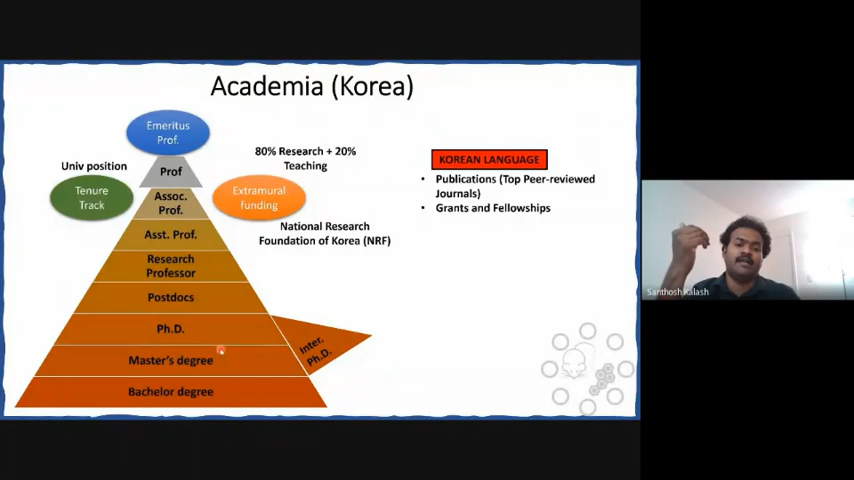 Academia (Korea)
Emeritus
Prof.
Univ position
Prof
80% Research + 20%
Teaching
Tenure
Track
Assoc.
Prof.
Extramural
funding
Asst. Prof.
National Research
Foundation of Korea (NRF)
Research
Professor
Postdocs
Ph.D.
Inter.
Ph.D.
Master's degree
Bachelor degree
KOREAN LANGUAGE
• Publications (Top Peer-reviewed
Journals)
• Grants and Fellowships
Santhosh Kalash